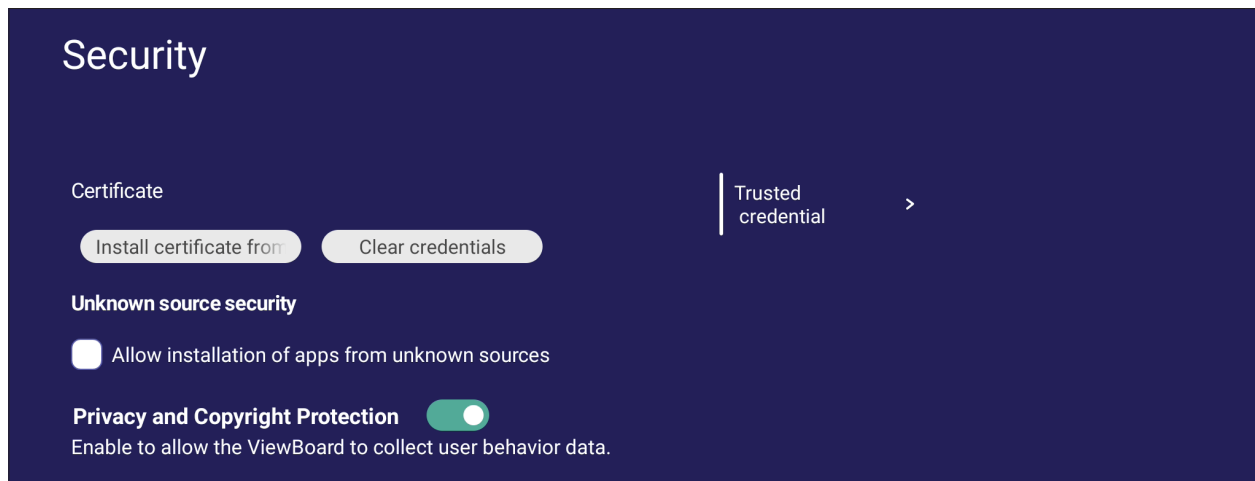 Security
Certificate
Trusted
credential
Install certificate from
Clear credentials
Unknown source security
Allow installation of apps from unknown sources
Privacy and Copyright Protection
Enable to allow the ViewBoard to collect user behavior data.